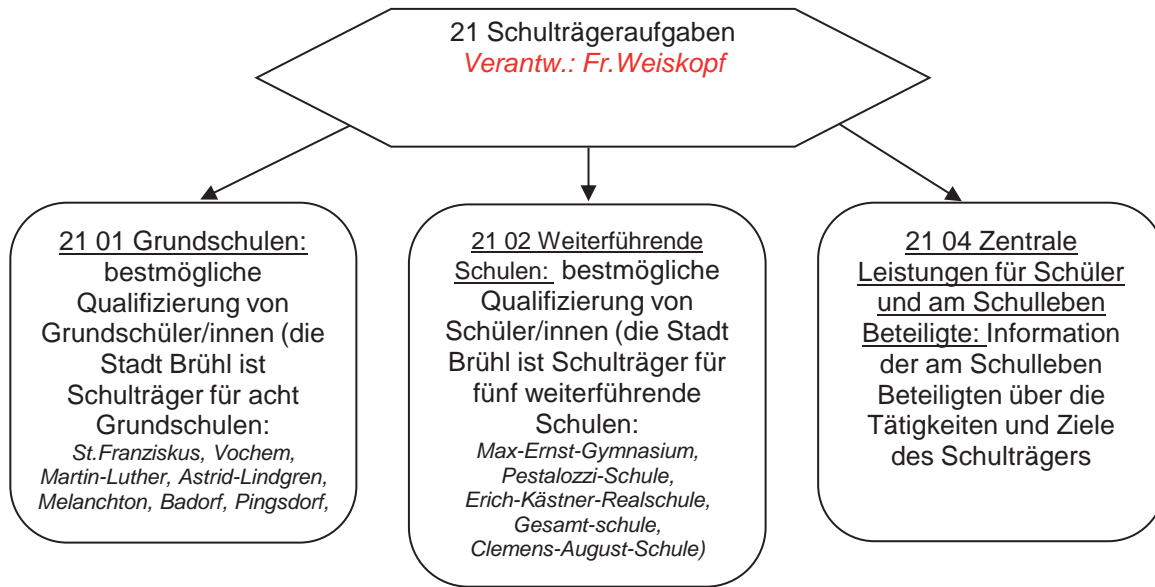 21 Schulträgeraufgaben
Verantw.: Fr.Weiskopf
21 01 Grundschulen:
bestmögliche
Qualifizierung von
Grundschüler/innen (die
Stadt Brühl ist
Schulträger für acht
Grundschulen:
St.Franziskus, Vochem,
Martin-Luther, Astrid-Lindgren,
Melanchton, Badorf, Pingsdorf,
21 02 Weiterführende
Schulen: bestmögliche
Qualifizierung von
Schüler/innen (die Stadt
Brühl ist Schulträger für
fünf weiterführende
Schulen:
Max-Ernst-Gymnasium,
Pestalozzi-Schule,
Erich-Kästner-Realschule,
Gesamt-schule,
Clemens-August-Schule)
21 04 Zentrale
Leistungen für Schüler
und am Schulleben
Beteiligte: Information
der am Schulleben
Beteiligten über die
Tätigkeiten und Ziele
des Schulträgers